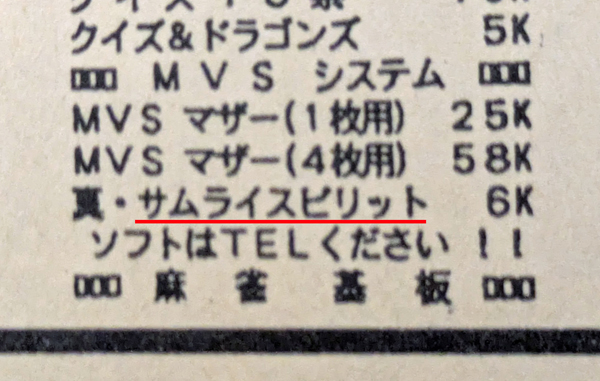 クイズ&ドラゴンズ 5K
▯▯▯ MVS システム ▯▯▯
MVS マザー(1枚用) 25K
MVS マザー(4枚用) 58K
真・サムライスピリット 6K
ソフトはTELください!!
▯▯▯ 麻雀基板 ▯▯▯